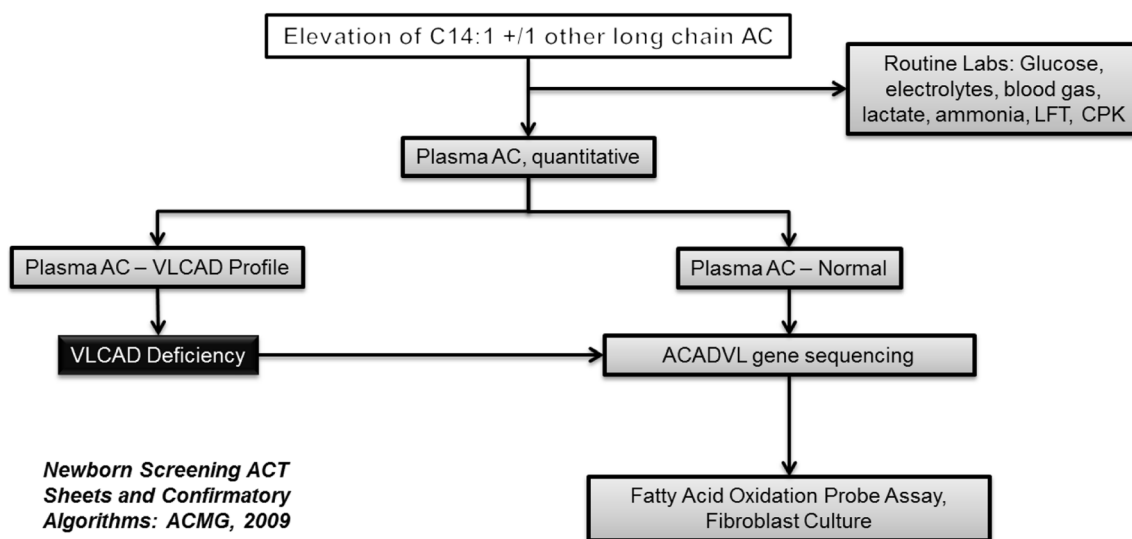 Elevation of C14:1 +/1 other long chain AC
Routine Labs: Glucose,
electrolytes, blood gas,
lactate, ammonia, LFT, CPK
Plasma AC, quantitative
Plasma AC – VLCAD Profile
Plasma AC – Normal
VLCAD Deficiency
ACADVL gene sequencing
Newborn Screening ACT
Sheets and Confirmatory
Algorithms: ACMG, 2009
Fatty Acid Oxidation Probe Assay,
Fibroblast Culture